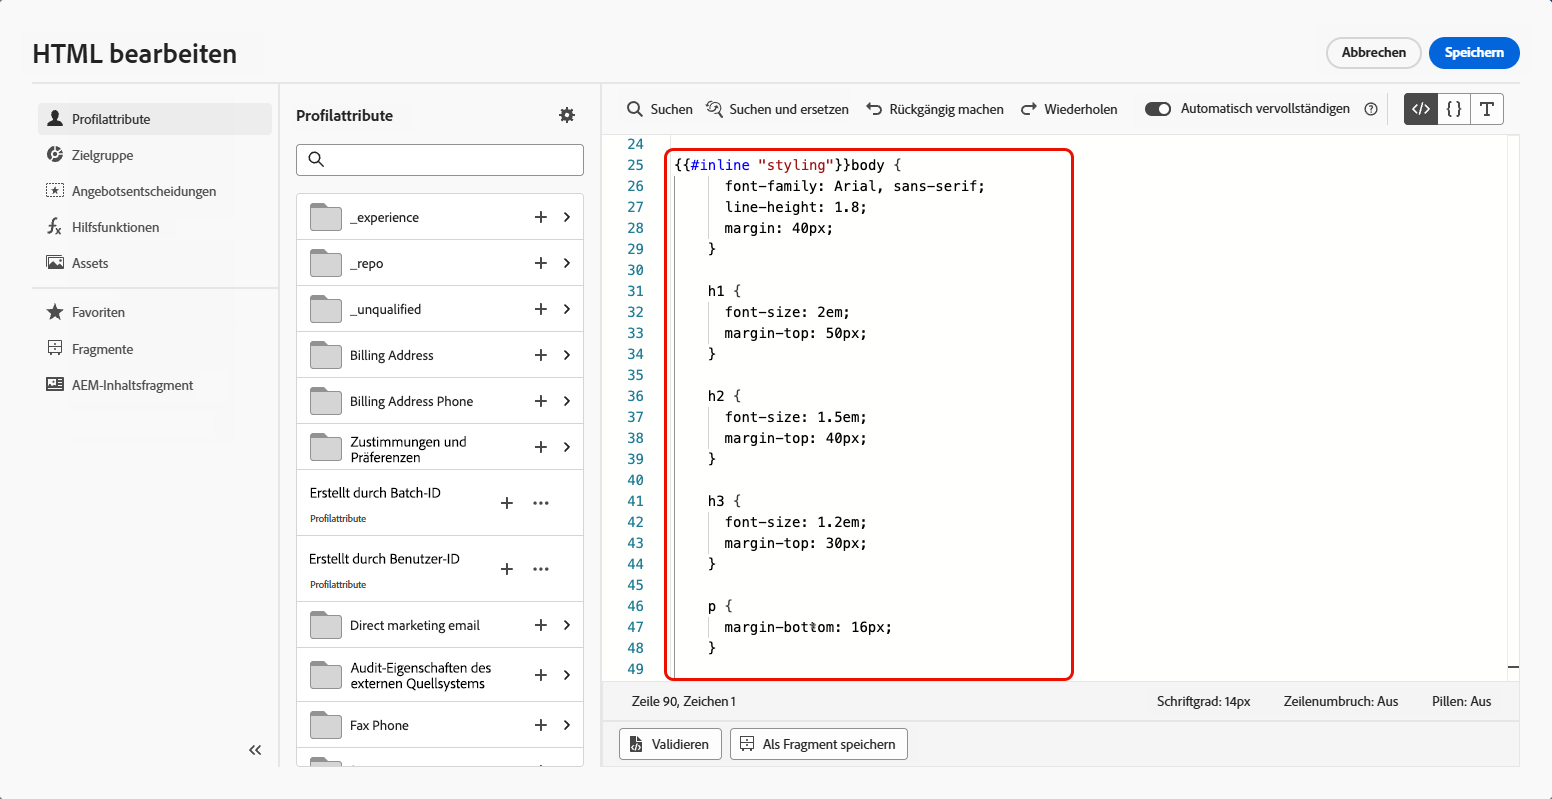 HTML bearbeiten
Abbrechen
Speichern
Profilattribute
Zielgruppe
Angebotsentscheidungen
Hilfsfunktionen
Assets
Favoriten
Fragmente
AEM-Inhaltsfragment
Profilattribute
_experience
_repo
_unqualified
Billing Address
Billing Address Phone
Zustimmungen und
Präferenzen
Erstellt durch Batch-ID
Profilattribute
Erstellt durch Benutzer-ID
Profilattribute
Direct marketing email
Audit-Eigenschaften des
externen Quellsystems
Fax Phone
Suchen
Suchen und ersetzen
Rückgängig machen
Wiederholen
Automatisch vervollständigen
24
25 {{#inline "styling"}}body {
26 font-family: Arial, sans-serif;
27 line-height: 1.8;
28 margin: 40px;
29 }
30
31 h1 {
32 font-size: 2em;
33 margin-top: 50px;
34 }
35
36 h2 {
37 font-size: 1.5em;
38 margin-top: 40px;
39 }
40
41 h3 {
42 font-size: 1.2em;
43 margin-top: 30px;
44 }
45
46 p {
47 margin-bottom: 16px;
48 }
49
Zeile 90, Zeichen 1
Schriftgrad: 14px
Zeilenumbruch: Aus
Pillen: Aus
Validieren
Als Fragment speichern